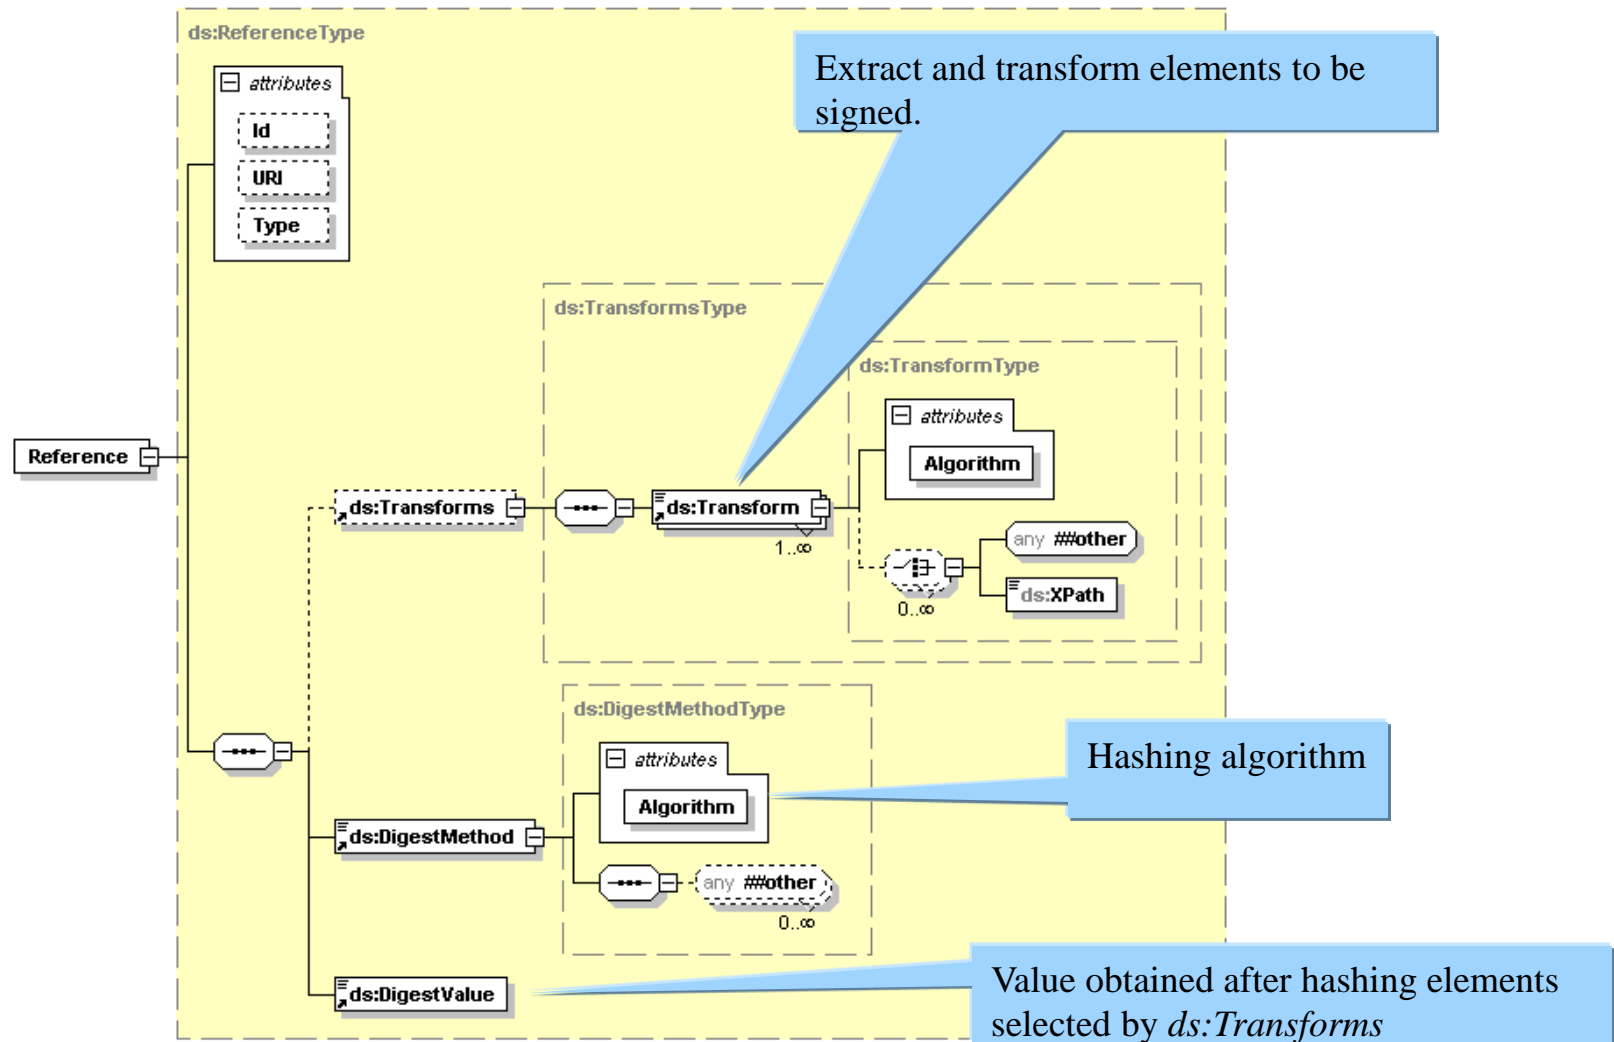 ds:ReferenceType
attributes
Id
URI
Type
Extract and transform elements to be
signed.
ds:TransformsType
ds:TransformType
attributes
Algorithm
Reference
ds:Transforms
ds:Transform
1..∞
any ##other
0..∞
ds:XPath
ds:DigestMethodType
attributes
Algorithm
Hashing algorithm
ds:DigestMethod
any ##other
0..∞
ds:DigestValue
Value obtained after hashing elements
selected by ds:Transforms